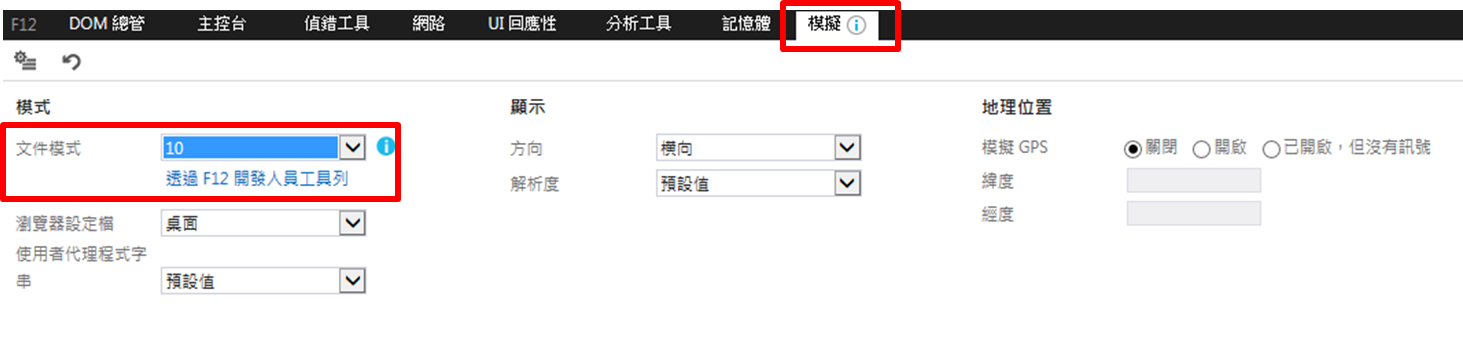 F12 DOM 總管 主控台 偵錯工具 網路 UI 回應性 分析工具 記憶體 模擬
模式
文件模式 10
透過 F12 開發人員工具列
瀏覽器設定檔 桌面
使用者代理程式字
串 預設值
顯示
方向 橫向
解析度 預設值
地理位置
模擬 GPS 關閉 開啟 已開啟，但沒有訊號
緯度
經度